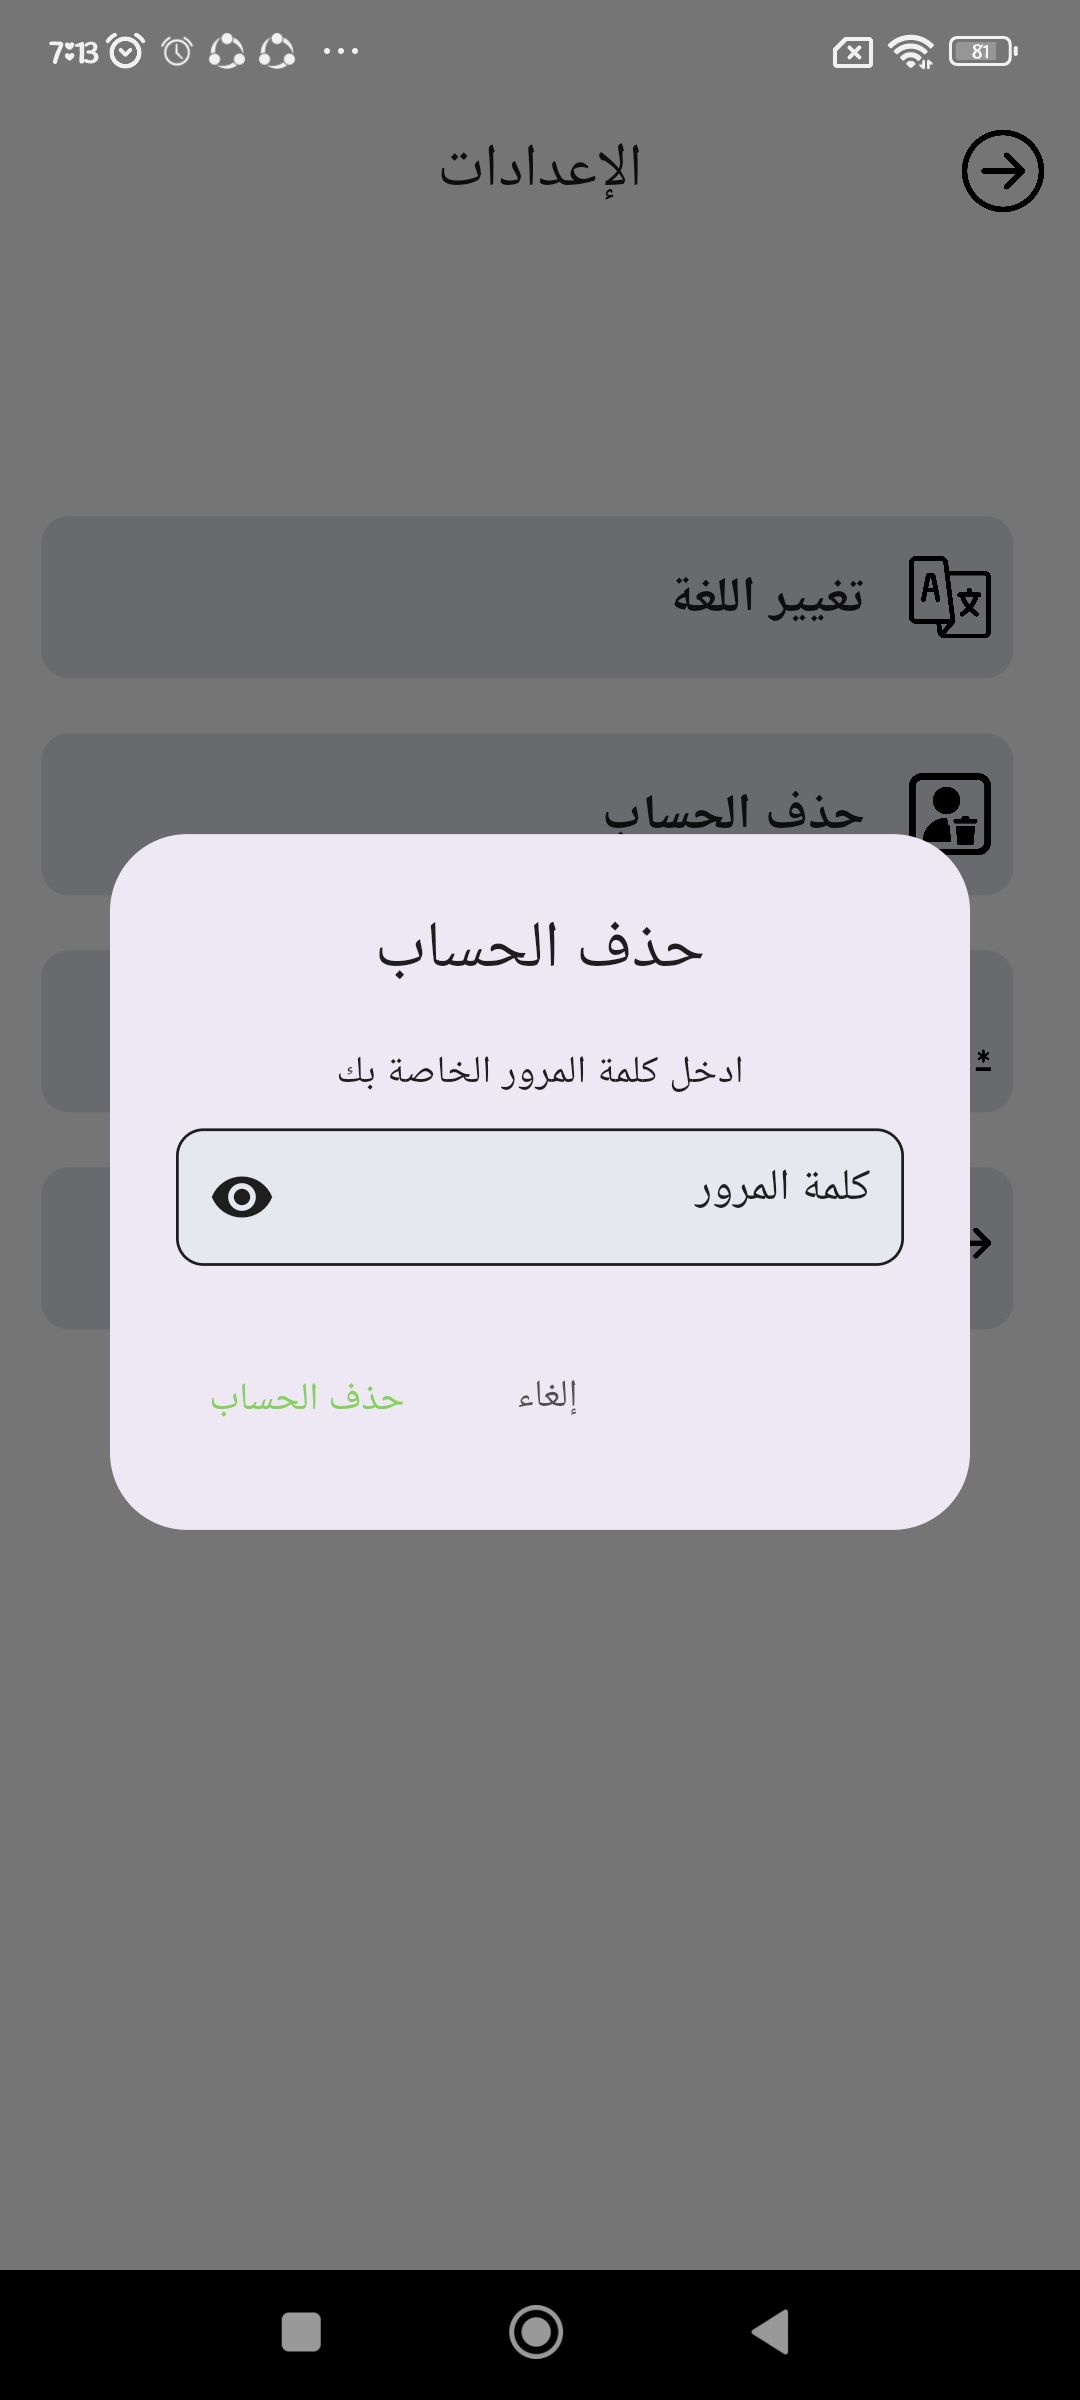 7:13
81
الإعدادات
تغيير اللغة
حذف الحساب
حذف الحساب
ادخل كلمة المرور الخاصة بك
كلمة المرور
إلغاء
حذف الحساب